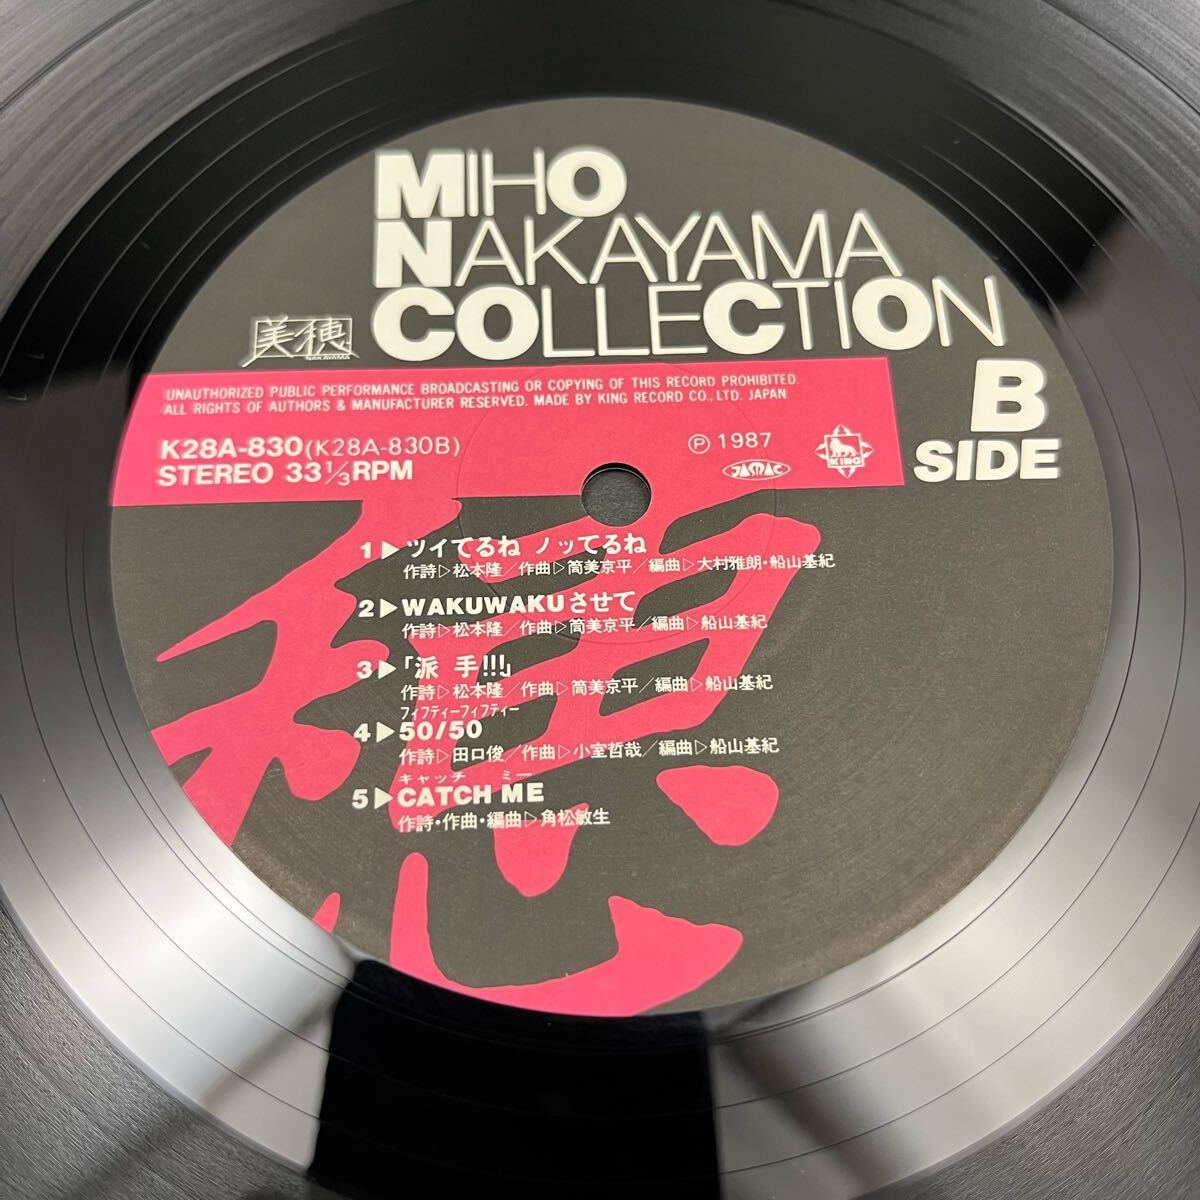 MIHO
NAKAYAMA
COLLECTION
美穂
NAKAYAMA
UNAUTHORIZED PUBLIC PERFORMANCE BROADCASTING OR COPYING OF THIS RECORD PROHIBITED.
ALL RIGHTS OF AUTHORS & MANUFACTURER RESERVED. MADE BY KING RECORD CO., LTD. JAPAN
B
SIDE
K28A-830(K28A-830B)
STEREO 33⅓RPM
Ⓟ 1987
JASRAC
KING
穂
1▶ツイてるね ノッてるね
作詩▷松本隆/作曲▷筒美京平/編曲▷大村雅朗・船山基紀
2▶WAKUWAKUさせて
作詩▷松本隆/作曲▷筒美京平/編曲▷船山基紀
3▶「派 手!!!」
作詩▷松本隆/作曲▷筒美京平/編曲▷船山基紀
フィフティーフィフティー
4▶50/50
作詩▷田口俊/作曲▷小室哲哉/編曲▷船山基紀
キャッチ ミー
5▶CATCH ME
作詩・作曲・編曲▷角松敏生